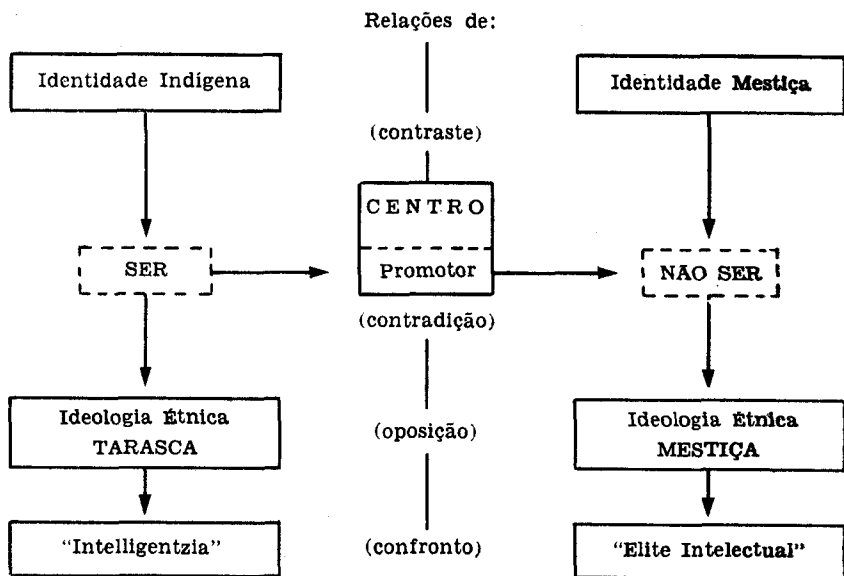 Relações de:
Identidade Indígena
Identidade Mestiça
(contraste)
CENTRO
SER
Promotor
NÃO SER
(contradição)
Ideologia Étnica
TARASCA
(oposição)
Ideologia Étnica
MESTIÇA
“Intelligentzia”
(confronto)
“Elite Intelectual”